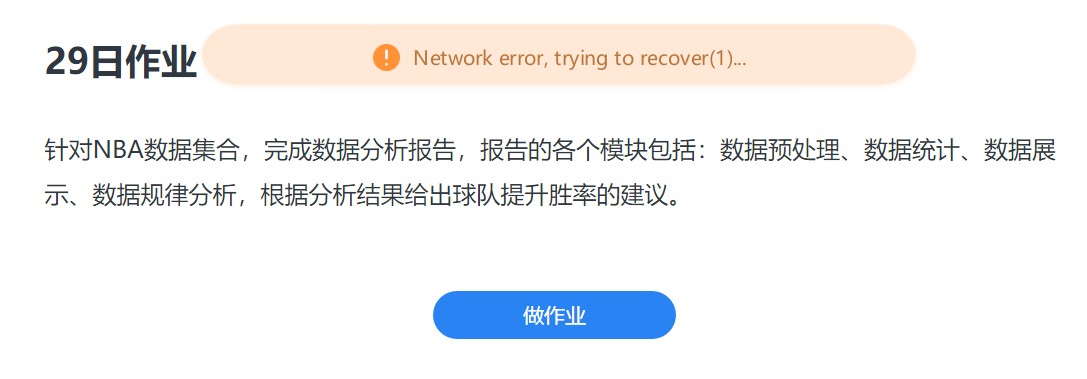 29日作业
Network error, trying to recover(1)...
针对NBA数据集合，完成数据分析报告，报告的各个模块包括：数据预处理、数据统计、数据展
示、数据规律分析，根据分析结果给出球队提升胜率的建议。
做作业